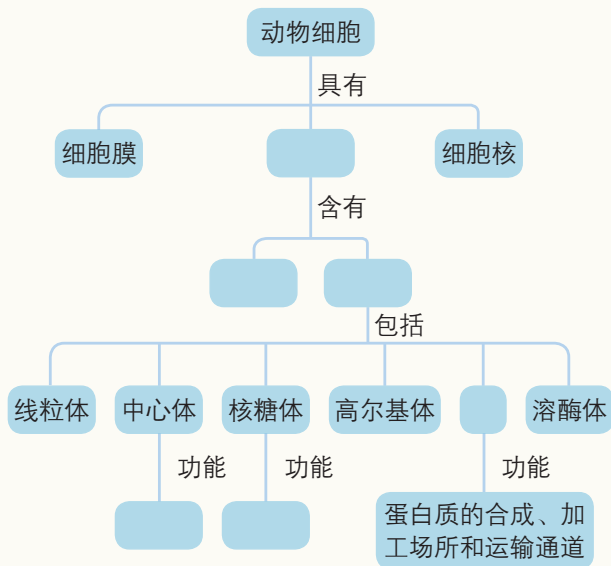 动物细胞
具有
细胞膜
细胞核
含有
包括
线粒体
中心体
核糖体
高尔基体
溶酶体
功能
功能
功能
蛋白质的合成、加
工场所和运输通道